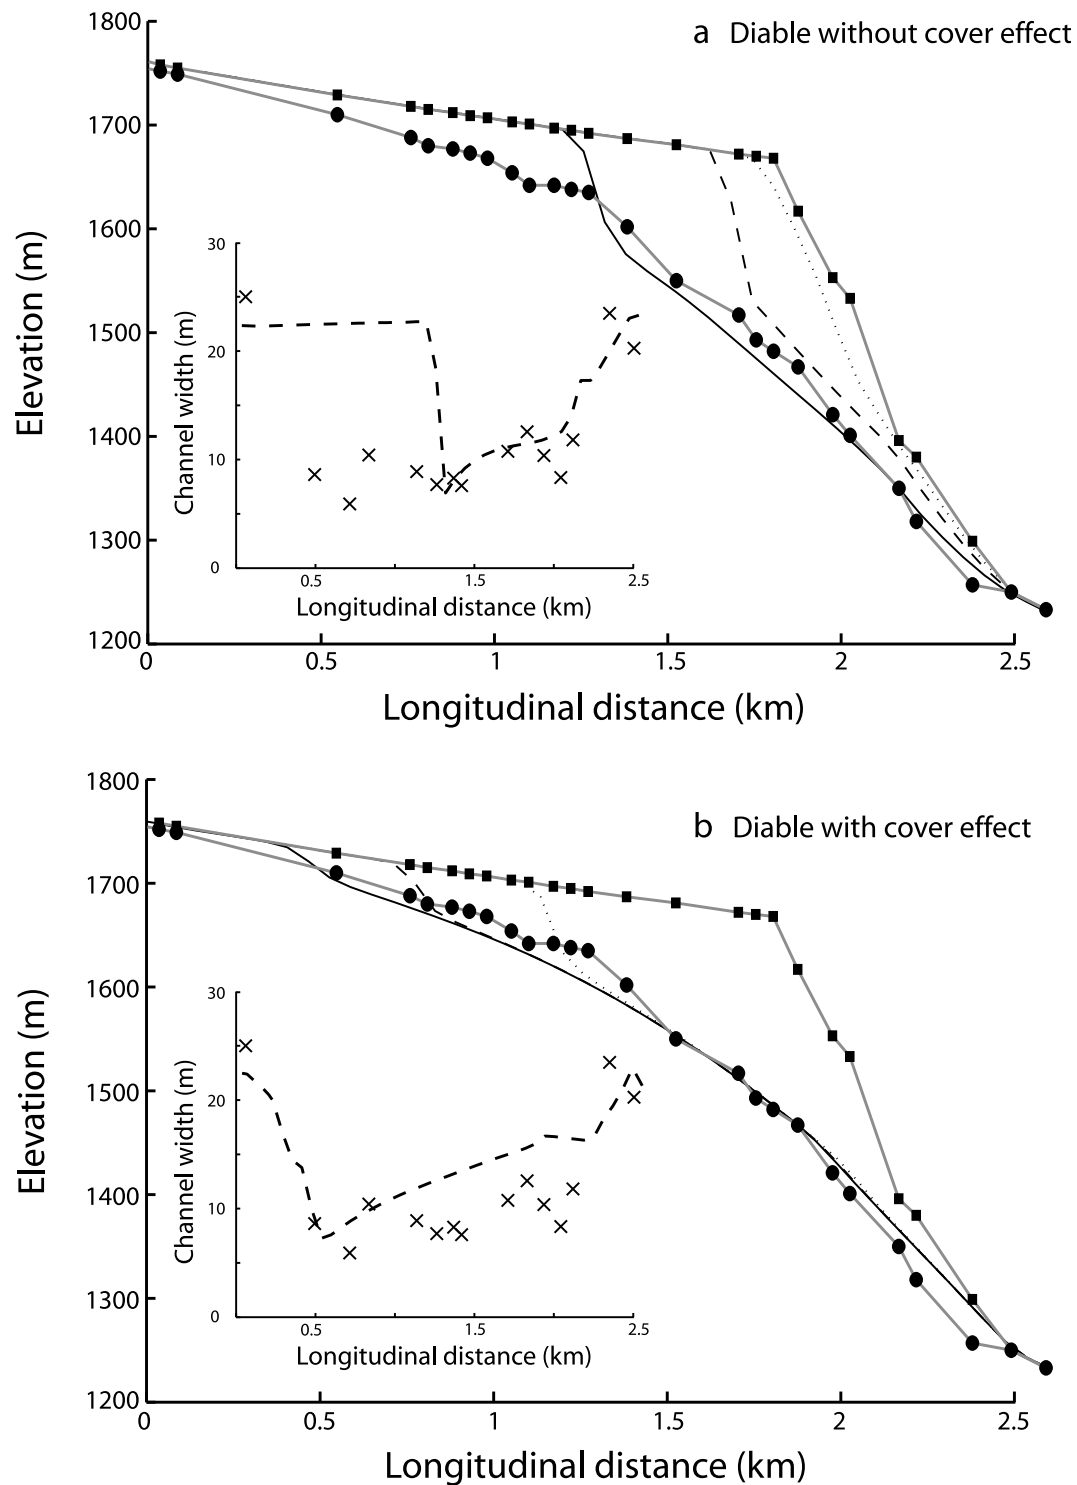 a Diable without cover effect
1800
1700
1600
1500
1400
1300
1200
Elevation (m)
0 0.5 1 1.5 2 2.5
Longitudinal distance (km)
30
20
10
0
Channel width (m)
0.5 1.5 2.5
Longitudinal distance (km)
b Diable with cover effect
1800
1700
1600
1500
1400
1300
1200
Elevation (m)
0 0.5 1 1.5 2 2.5
Longitudinal distance (km)
30
20
10
0
Channel width (m)
0.5 1.5 2.5
Longitudinal distance (km)